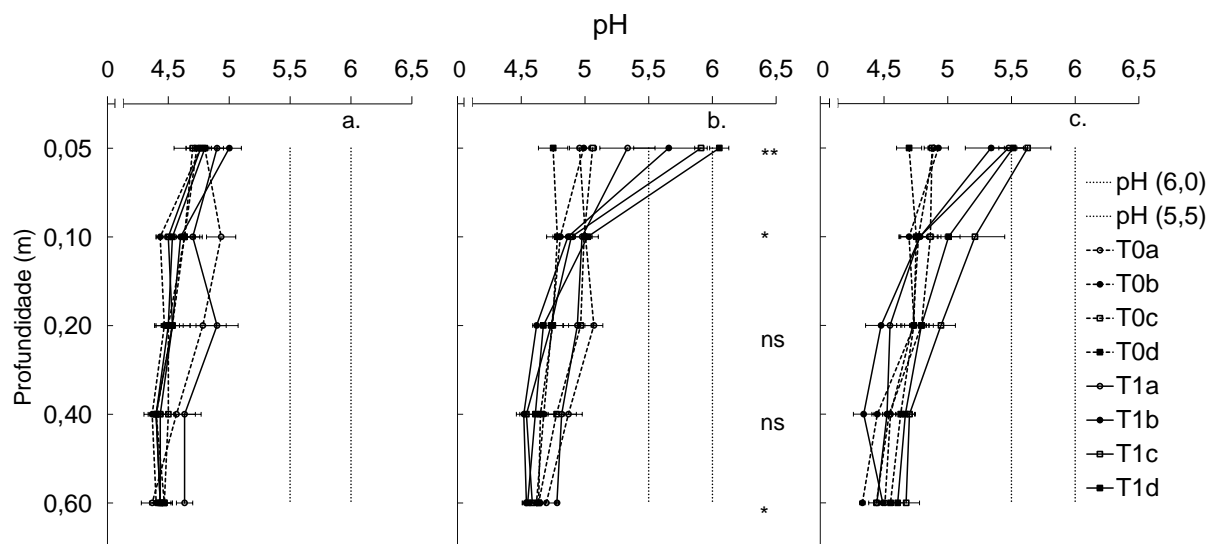 pH
0 4,5 5 5,5 6 6,5 0 4,5 5 5,5 6 6,5 0 4,5 5 5,5 6 6,5
a. b. c.
Profundidade (m)
0,05 **
0,10 *
0,20 ns
0,40 ns
0,60 *
pH (6,0)
pH (5,5)
T0a
T0b
T0c
T0d
T1a
T1b
T1c
T1d